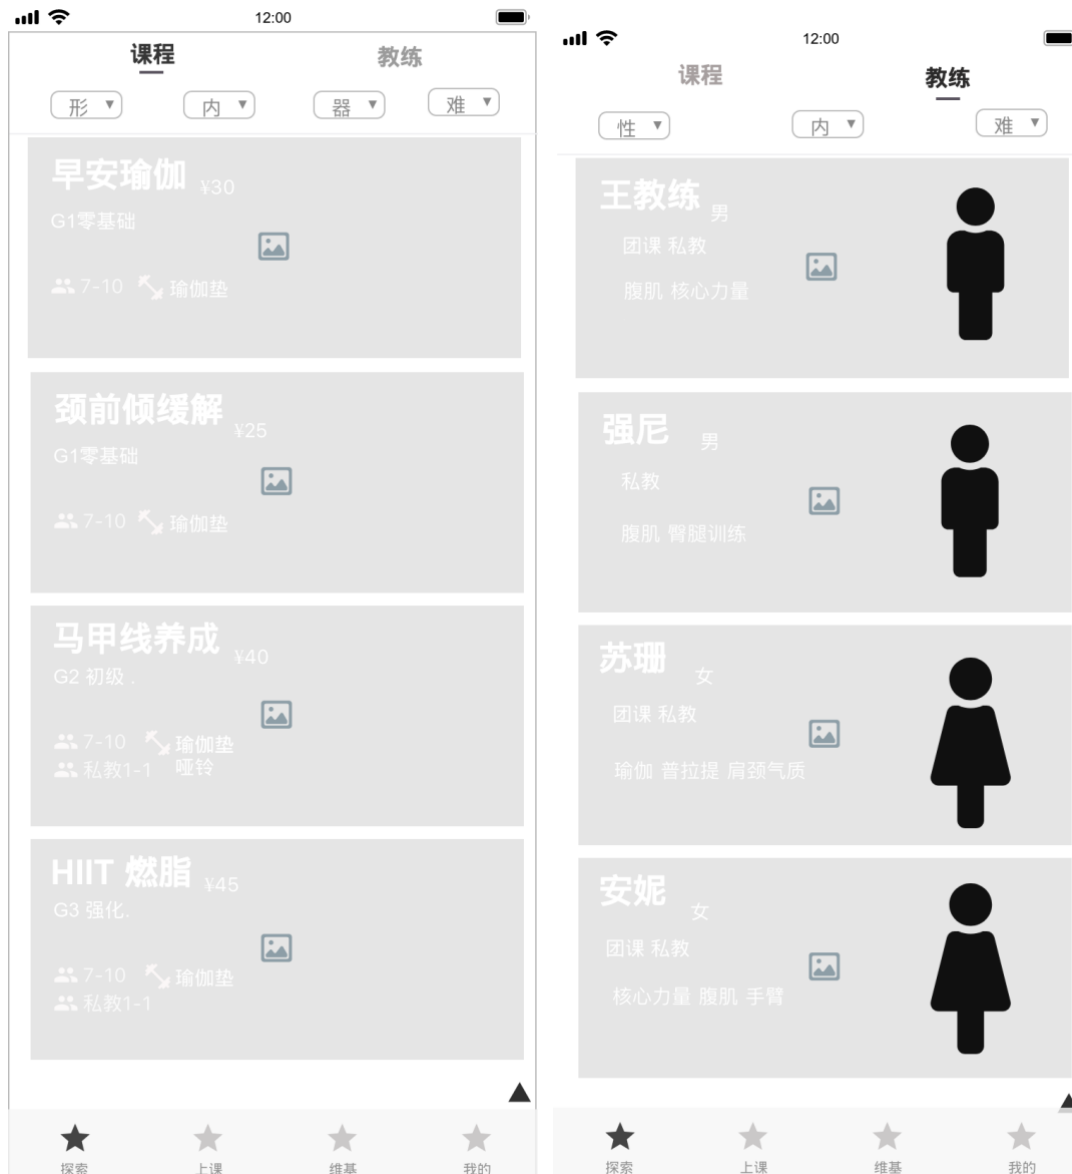 12:00
课程 教练
形 ▼ 内 ▼ 器 ▼ 难 ▼
早安瑜伽 ¥30
G1零基础
7-10 瑜伽垫
颈前倾缓解 ¥25
G1零基础
7-10 瑜伽垫
马甲线养成 ¥40
G2 初级 .
7-10 瑜伽垫
私教1-1 哑铃
HIIT 燃脂 ¥45
G3 强化.
7-10 瑜伽垫
私教1-1
探索 上课 维基 我的
12:00
课程 教练
性 ▼ 内 ▼ 难 ▼
王教练 男
团课 私教
腹肌 核心力量
强尼 男
私教
腹肌 臀腿训练
苏珊 女
团课 私教
瑜伽 普拉提 肩颈气质
安妮 女
团课 私教
核心力量 腹肌 手臂
探索 上课 维基 我的